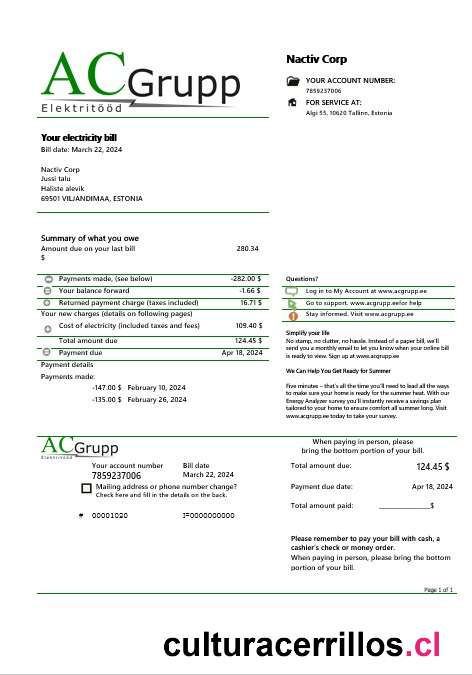 ACGrupp
Elektritööd
Nactiv Corp
YOUR ACCOUNT NUMBER:
7859237006
FOR SERVICE AT:
Algi 55, 10620 Tallinn, Estonia
Your electricity bill
Bill date: March 22, 2024
Nactiv Corp
Jussi talu
Haliste alevik
69501 VILJANDIMAA, ESTONIA
Summary of what you owe
Amount due on your last bill 280.34
$
Payments made, (see below) -282.00 $
Your balance forward -1.66 $
Returned payment charge (taxes included) 16.71 $
Your new charges (details on following pages)
Cost of electricity (included taxes and fees) 109.40 $
Total amount due 124.45 $
Payment due Apr 18, 2024
Payment details
Payments made:
-147.00 $ February 10, 2024
-135.00 $ February 26, 2024
Questions?
Log in to My Account at www.acgrupp.ee
Go to support. www.acgrupp.eefor help
Stay informed. Visit www.acgrupp.ee
Simplify your life
No stamp, no clutter, no hassle. Instead of a paper bill, we'll
send you a monthly email to let you know when your online bill
is ready to view. Sign up at www.acgrupp.ee
We Can Help You Get Ready for Summer
Five minutes – that's all the time you'll need to lead all the ways
to make sure your home is ready for the summer heat. With our
Energy Analyzer survey you'll instantly receive a savings plan
tailored to your home to ensure comfort all summer long. Visit
www.acgrupp.ee today to take your survey.
ACGrupp
Elektritööd
Your account number Bill date
7859237006 March 22, 2024
Mailing address or phone number change?
Check here and fill in the details on the back.
# 00001020 J=0000000000
When paying in person, please
bring the bottom portion of your bill.
Total amount due: 124.45 $
Payment due date: Apr 18, 2024
Total amount paid: ______________$
Please remember to pay your bill with cash, a
cashier's check or money order.
When paying in person, please bring the bottom
portion of your bill.
Page 1 of 1
culturacerrillos.cl